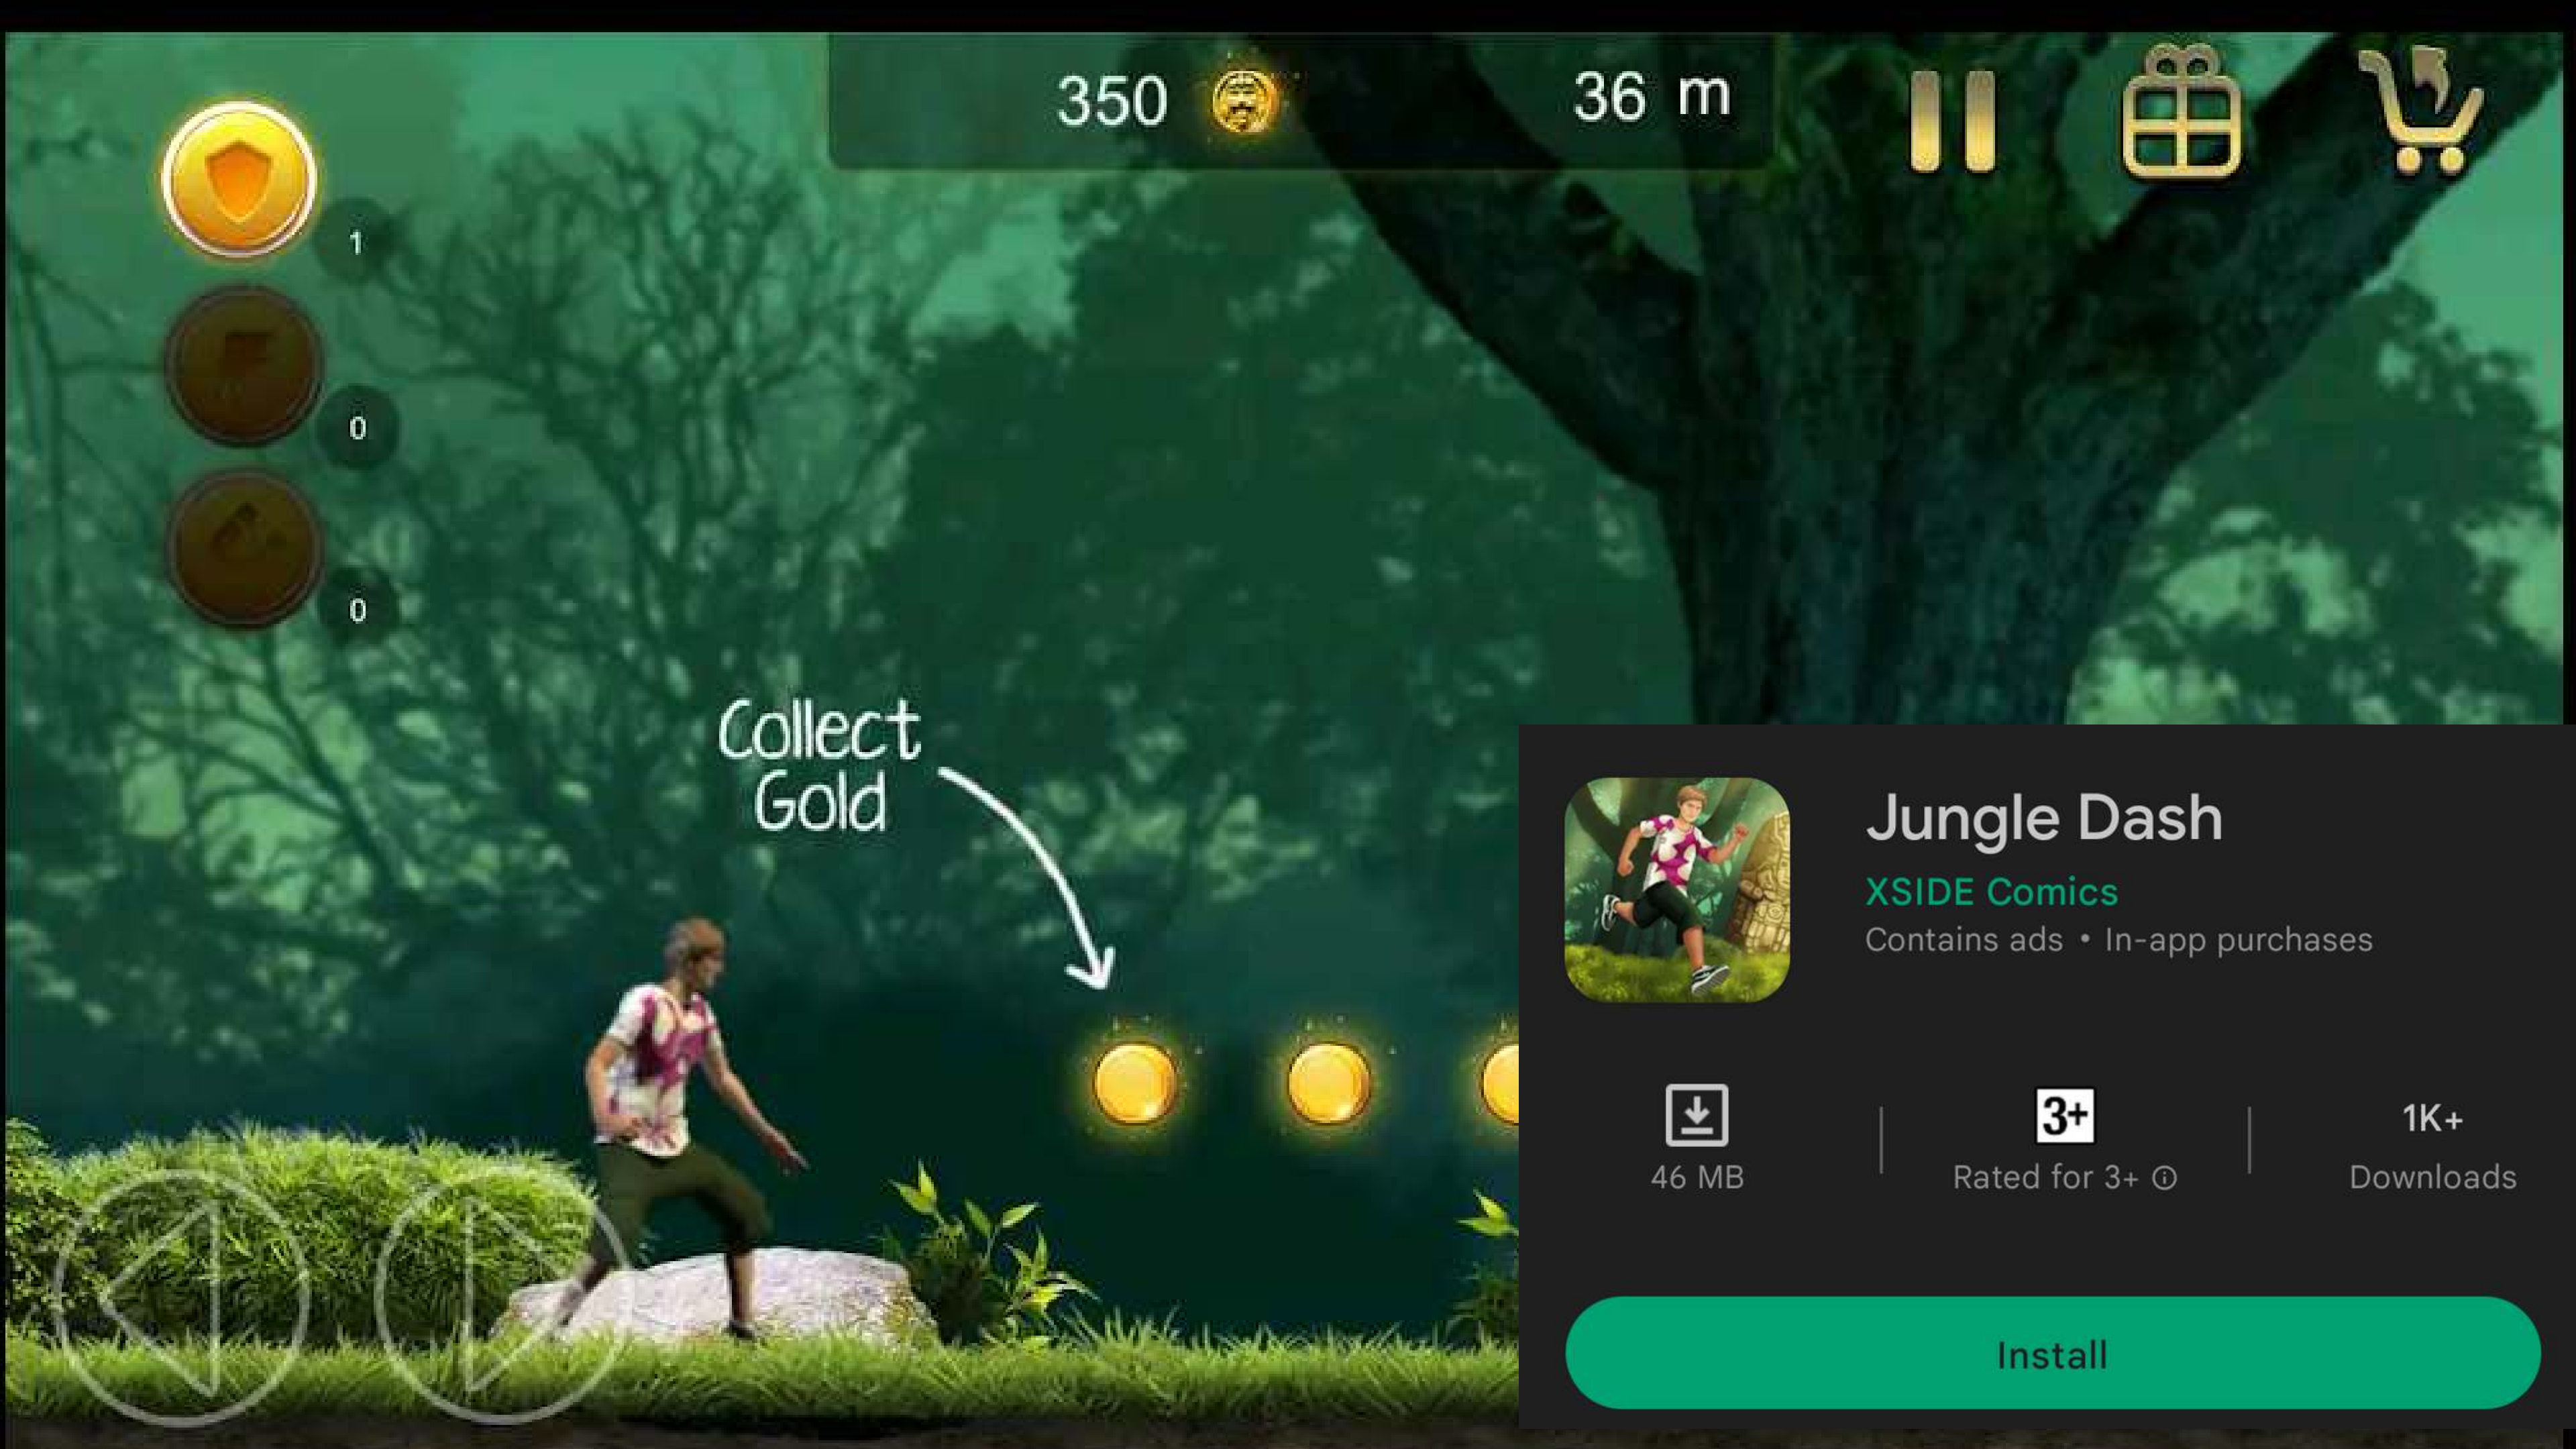 350
36 m
1
0
0
Collect
Gold
Jungle Dash
XSIDE Comics
Contains ads • In-app purchases
3+
1K+
46 MB
Rated for 3+
Downloads
Install